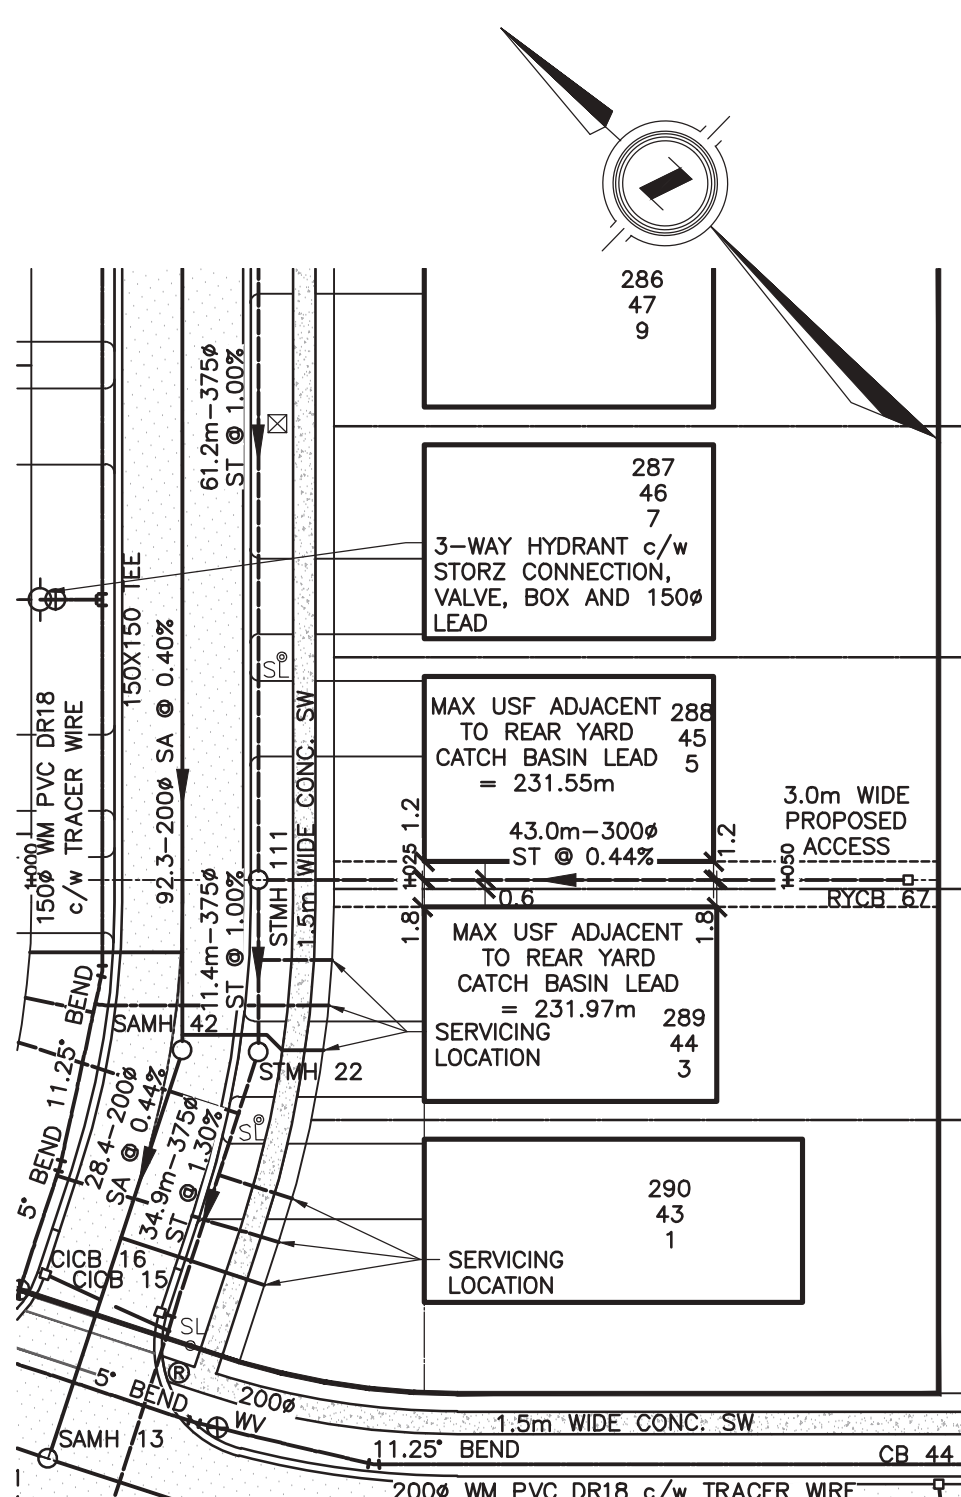 286
47
9
61.2m-375ø
ST @ 1.00%
287
46
7
3-WAY HYDRANT c/w
STORZ CONNECTION,
VALVE, BOX AND 150ø
LEAD
150X150 TEE
92.3-200ø SA @ 0.40%
150ø WM PVC DR18
c/w TRACER WIRE
SL
1.5m WIDE CONC. SW
MAX USF ADJACENT
TO REAR YARD
CATCH BASIN LEAD
= 231.55m
288
45
5
1.2
43.0m-300ø
ST @ 0.44%
1.2
3.0m WIDE
PROPOSED
ACCESS
1+000
1+025
1+050
0.6
RYCB 67
STMH 111
11.4m-375ø
ST @ 1.00%
1.8
1.8
MAX USF ADJACENT
TO REAR YARD
CATCH BASIN LEAD
= 231.97m
289
44
3
SERVICING
LOCATION
SAMH 42
STMH 22
11.25° BEND
28.4-200ø
SA @ 0.44%
34.9m-375ø
ST @ 1.30%
SL
5° BEND
290
43
1
SERVICING
LOCATION
CICB 16
CICB 15
SL
R
5° BEND
200ø
WV
1.5m WIDE CONC. SW
SAMH 13
11.25° BEND
CB 44
200ø WM PVC DR18 c/w TRACER WIRE